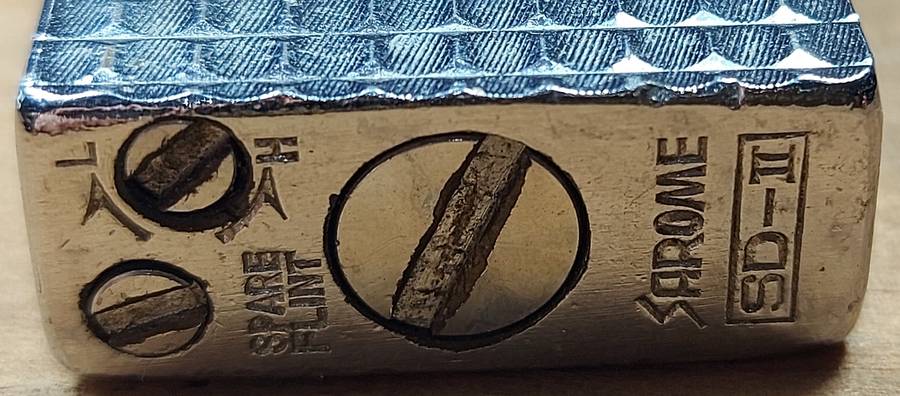 L H
SPARE
FLINT
SAROME
SD-II